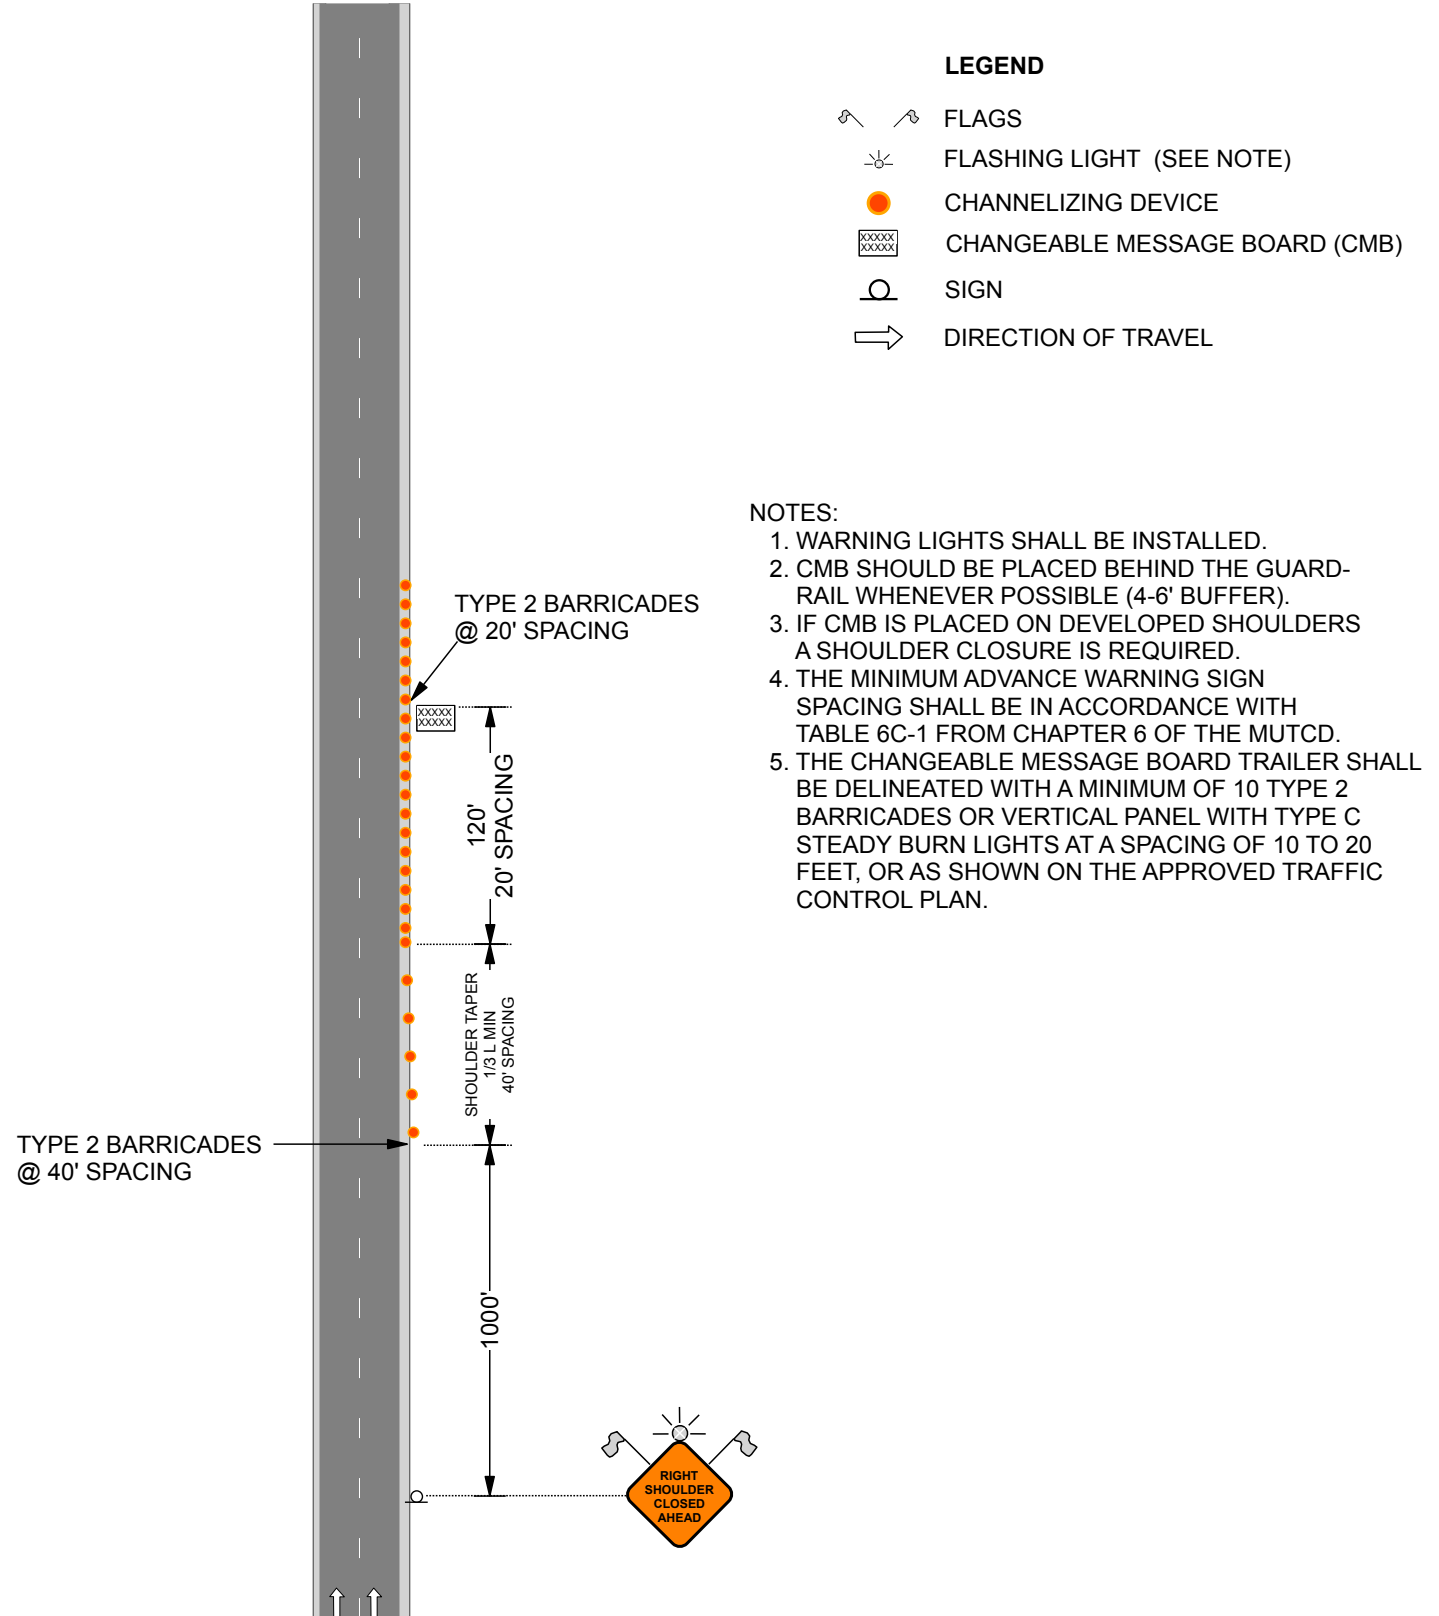 LEGEND
FLAGS
FLASHING LIGHT (SEE NOTE)
CHANNELIZING DEVICE
XXXXX
XXXXX
CHANGEABLE MESSAGE BOARD (CMB)
SIGN
DIRECTION OF TRAVEL
NOTES:
1. WARNING LIGHTS SHALL BE INSTALLED.
2. CMB SHOULD BE PLACED BEHIND THE GUARD-
RAIL WHENEVER POSSIBLE (4-6' BUFFER).
3. IF CMB IS PLACED ON DEVELOPED SHOULDERS
A SHOULDER CLOSURE IS REQUIRED.
4. THE MINIMUM ADVANCE WARNING SIGN
SPACING SHALL BE IN ACCORDANCE WITH
TABLE 6C-1 FROM CHAPTER 6 OF THE MUTCD.
5. THE CHANGEABLE MESSAGE BOARD TRAILER SHALL
BE DELINEATED WITH A MINIMUM OF 10 TYPE 2
BARRICADES OR VERTICAL PANEL WITH TYPE C
STEADY BURN LIGHTS AT A SPACING OF 10 TO 20
FEET, OR AS SHOWN ON THE APPROVED TRAFFIC
CONTROL PLAN.
TYPE 2 BARRICADES
@ 20' SPACING
XXXXX
XXXXX
120'
20' SPACING
SHOULDER TAPER
1/3 L MIN
40' SPACING
TYPE 2 BARRICADES
@ 40' SPACING
1000'
RIGHT
SHOULDER
CLOSED
AHEAD